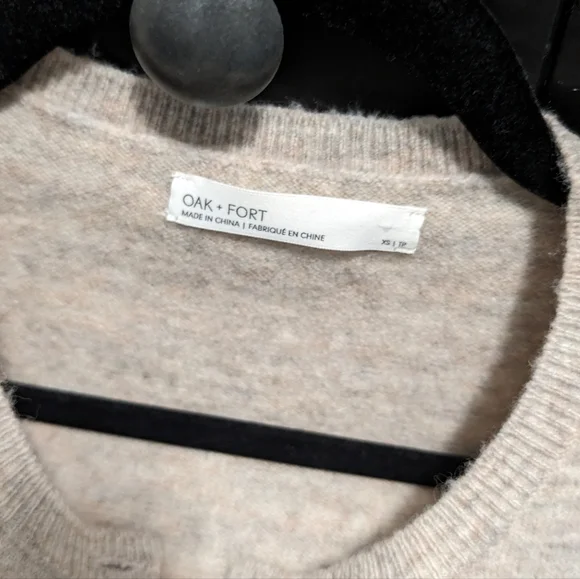 OAK + FORT
MADE IN CHINA | FABRIQUÉ EN CHINE
XS | TP